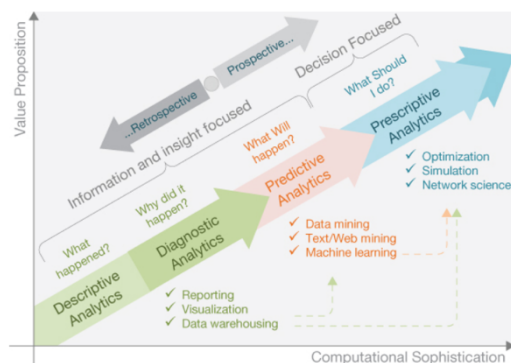 Value Proposition
Prospective...
...Retrospective
Decision Focused
Information and insight focused
What Should
I do?
What Will
happen?
Why did it
happen?
What
happened?
Prescriptive
Analytics
Predictive
Analytics
Diagnostic
Analytics
Descriptive
Analytics
✓ Optimization
✓ Simulation
✓ Network science
✓ Data mining
✓ Text/Web mining
✓ Machine learning
✓ Reporting
✓ Visualization
✓ Data warehousing
Computational Sophistication